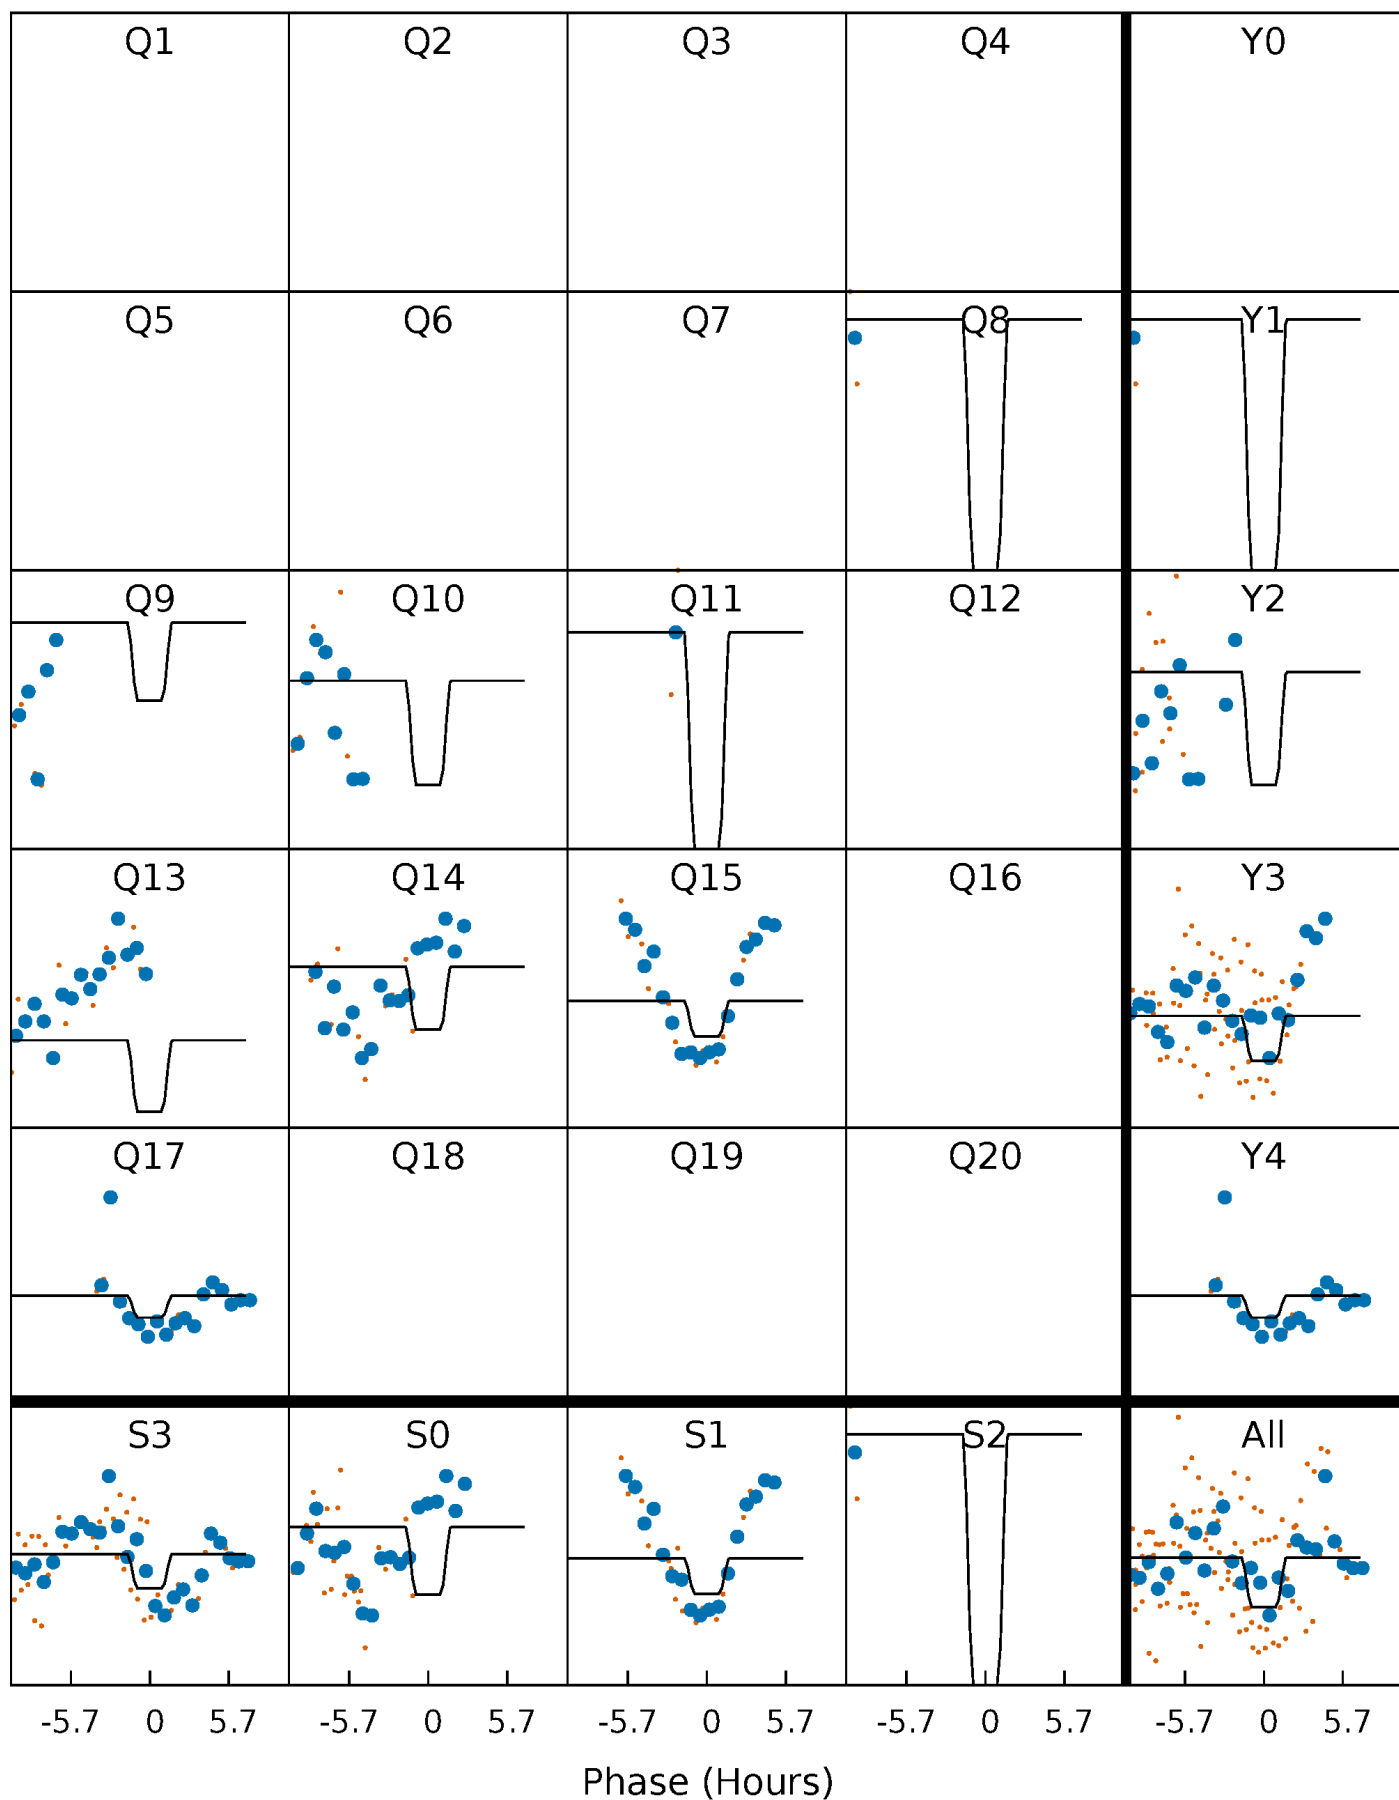 Q1 Q2 Q3 Q4 Y0
Q5 Q6 Q7 Q8 Y1
Q9 Q10 Q11 Q12 Y2
Q13 Q14 Q15 Q16 Y3
Q17 Q18 Q19 Q20 Y4
S3 S0 S1 S2 All
-5.7 0 5.7 -5.7 0 5.7 -5.7 0 5.7 -5.7 0 5.7 -5.7 0 5.7
Phase (Hours)